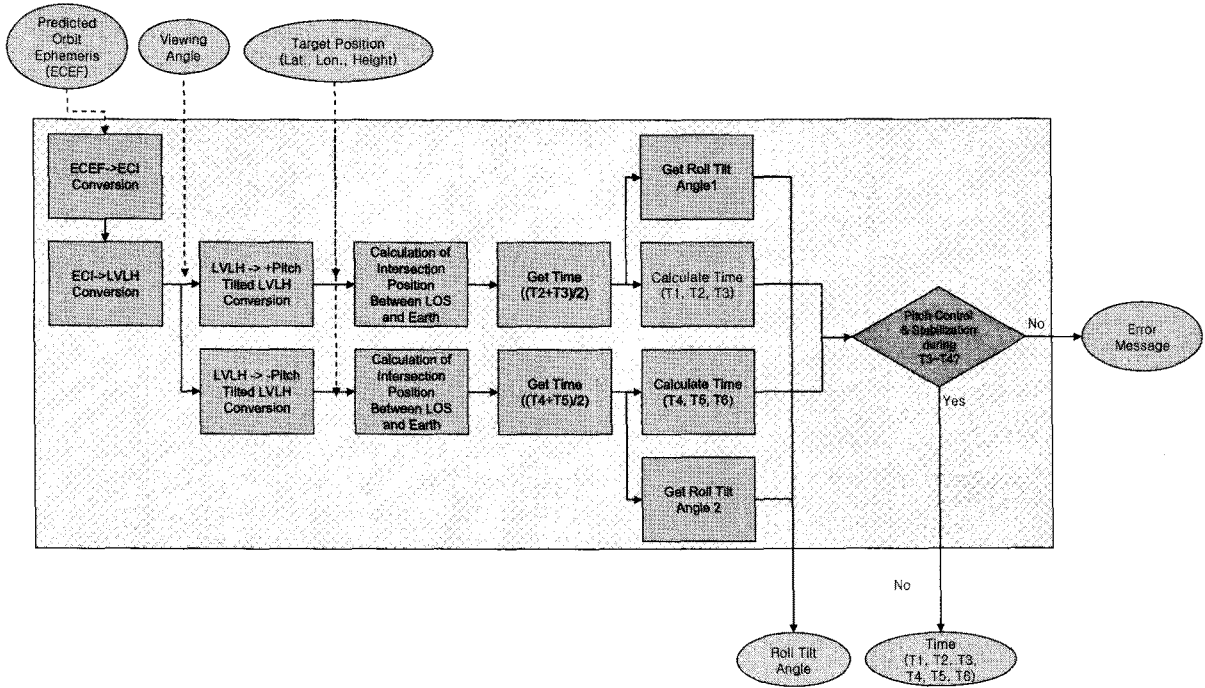 Predicted
Orbit
Ephemeris
(ECEF)
Viewing
Angle
Target Position
(Lat., Lon., Height)
ECEF->ECI
Conversion
ECI->LVLH
Conversion
LVLH -> +Pitch
Tilted LVLH
Conversion
Calculation of
Intersection
Position
Between LOS
and Earth
Get Time
((T2+T3)/2)
Get Roll Tilt
Angle1
Calculate Time
(T1, T2, T3)
LVLH -> -Pitch
Tilted LVLH
Conversion
Calculation of
Intersection
Position
Between LOS
and Earth
Get Time
((T4+T5)/2)
Calculate Time
(T4, T5, T6)
Get Roll Tilt
Angle 2
Pitch Control
& Stabilization
during
T3~T4?
No
Error
Message
Yes
No
Roll Tilt
Angle
Time
(T1, T2, T3,
T4, T5, T6)